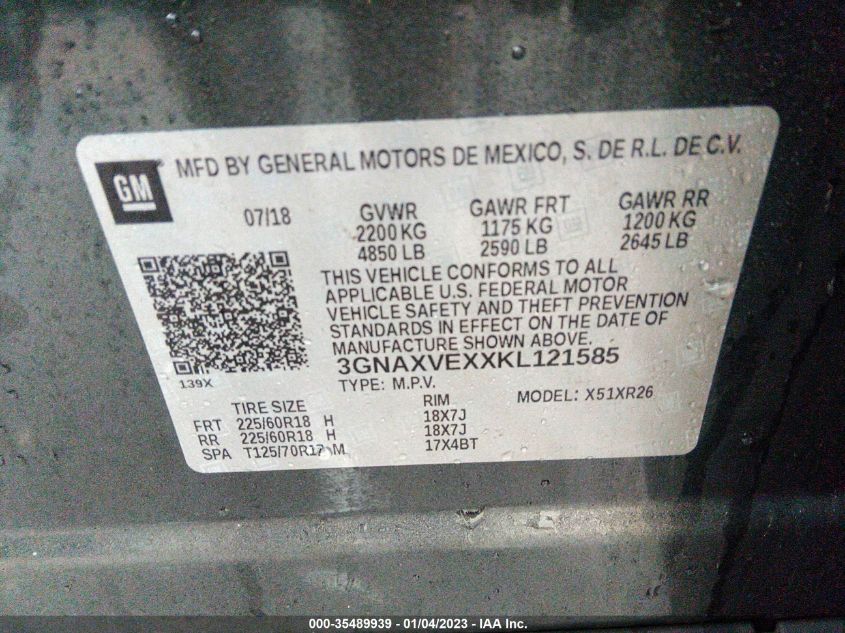 GM
MFD BY GENERAL MOTORS DE MEXICO, S. DE R.L. DE C.V.
07/18 GVWR GAWR FRT GAWR RR
2200 KG 1175 KG 1200 KG
4850 LB 2590 LB 2645 LB
THIS VEHICLE CONFORMS TO ALL
APPLICABLE U.S. FEDERAL MOTOR
VEHICLE SAFETY AND THEFT PREVENTION
STANDARDS IN EFFECT ON THE DATE OF
MANUFACTURE SHOWN ABOVE.
3GNAXVEXXKL121585
139X
TYPE: M.P.V. MODEL: X51XR26
TIRE SIZE RIM
FRT 225/60R18 H 18X7J
RR 225/60R18 H 18X7J
SPA T125/70R17 M 17X4BT
000-35489939 - 01/04/2023 - IAA Inc.